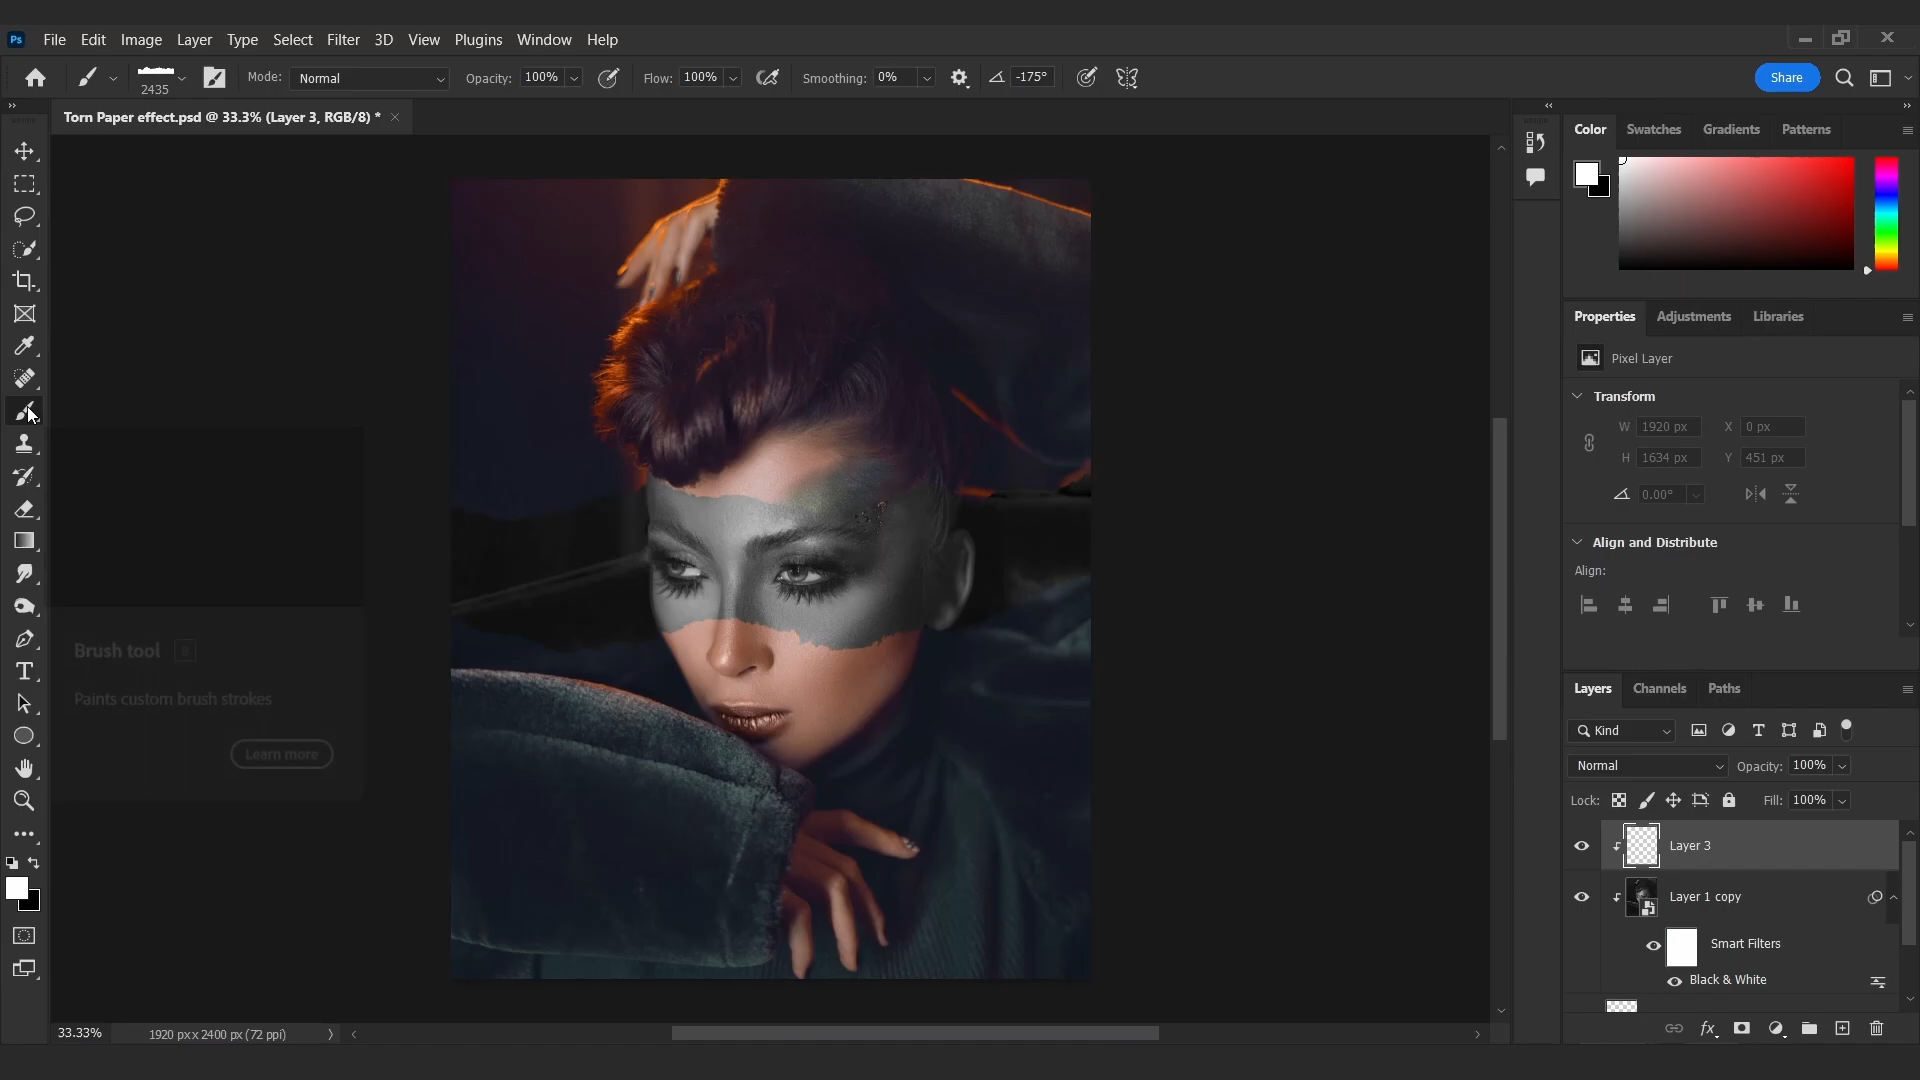 Ps File Edit Image Layer Type Select Filter 3D View Plugins Window Help
2435 Mode: Normal Opacity: 100% Flow: 100% Smoothing: 0% -175° Share
Torn Paper effect.psd @ 33.3% (Layer 3, RGB/8) *
Color Swatches Gradients Patterns
Properties Adjustments Libraries
Pixel Layer
Transform
W 1920 px X 0 px
H 1634 px Y 451 px
0.00°
Align and Distribute
Align:
Brush tool B
Paints custom brush strokes
Learn more
Layers Channels Paths
Kind
Normal Opacity: 100%
Lock: Fill: 100%
Layer 3
Layer 1 copy
Smart Filters
Black & White
fx
33.33% 1920 px x 2400 px (72 ppi)